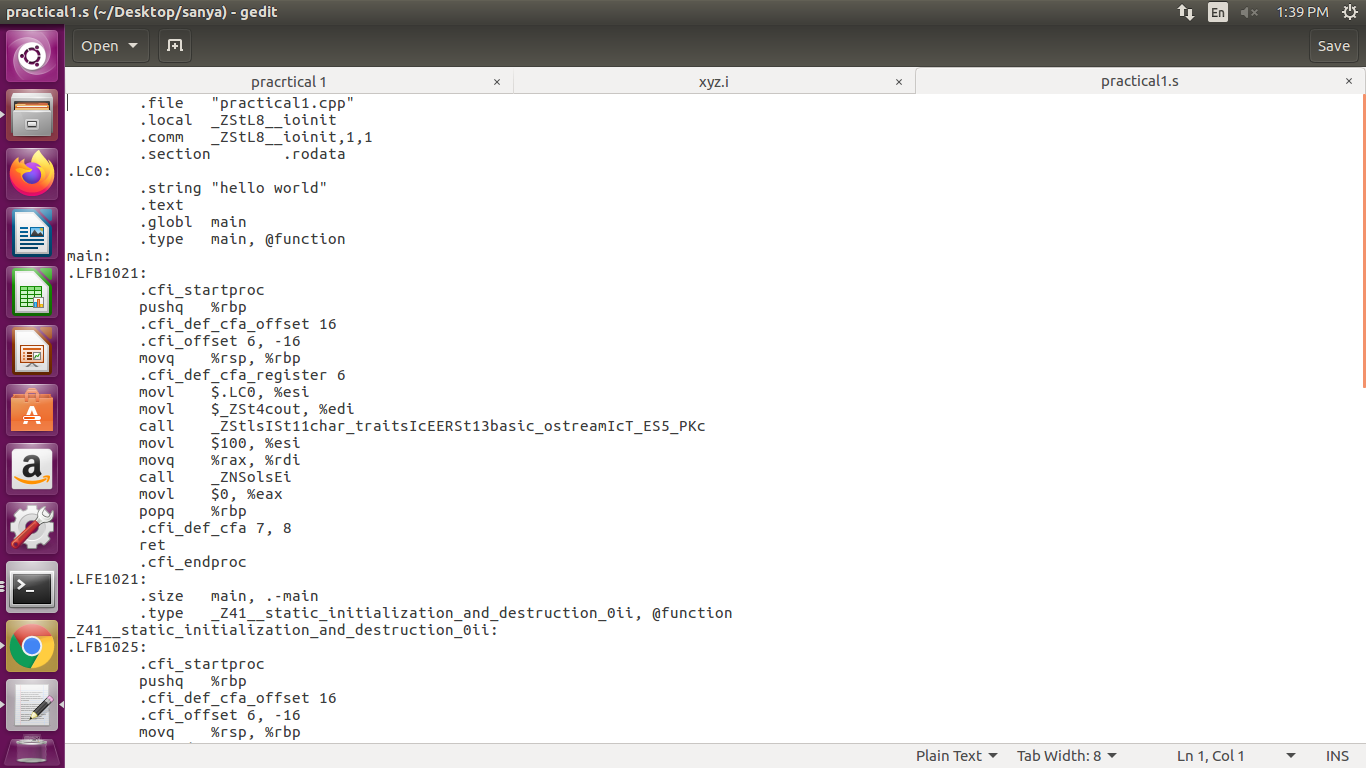 practical1.s (~/Desktop/sanya) - gedit En 1:39 PM
Open Save
pracrtical 1 × xyz.i × practical1.s ×
.file "practical1.cpp"
.local _ZStL8__ioinit
.comm _ZStL8__ioinit,1,1
.section .rodata
.LC0:
.string "hello world"
.text
.globl main
.type main, @function
main:
.LFB1021:
.cfi_startproc
pushq %rbp
.cfi_def_cfa_offset 16
.cfi_offset 6, -16
movq %rsp, %rbp
.cfi_def_cfa_register 6
movl $.LC0, %esi
movl $_ZSt4cout, %edi
call _ZStlsISt11char_traitsIcEERSt13basic_ostreamIcT_ES5_PKc
movl $100, %esi
movq %rax, %rdi
call _ZNSolsEi
movl $0, %eax
popq %rbp
.cfi_def_cfa 7, 8
ret
.cfi_endproc
.LFE1021:
.size main, .-main
.type _Z41__static_initialization_and_destruction_0ii, @function
_Z41__static_initialization_and_destruction_0ii:
.LFB1025:
.cfi_startproc
pushq %rbp
.cfi_def_cfa_offset 16
.cfi_offset 6, -16
movq %rsp, %rbp
Plain Text Tab Width: 8 Ln 1, Col 1 INS